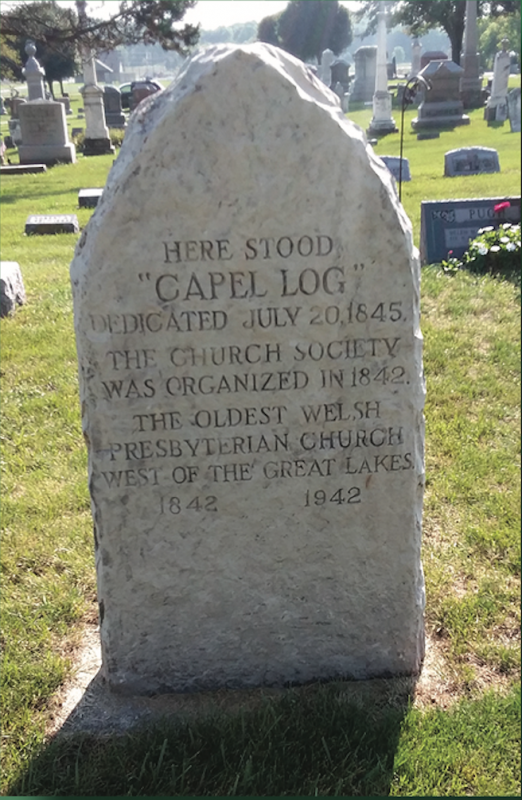 HERE STOOD
"CAPEL LOG"
DEDICATED JULY 20, 1845.
THE CHURCH SOCIETY
WAS ORGANIZED IN 1842.
THE OLDEST WELSH
PRESBYTERIAN CHURCH
WEST OF THE GREAT LAKES.
1842 1942